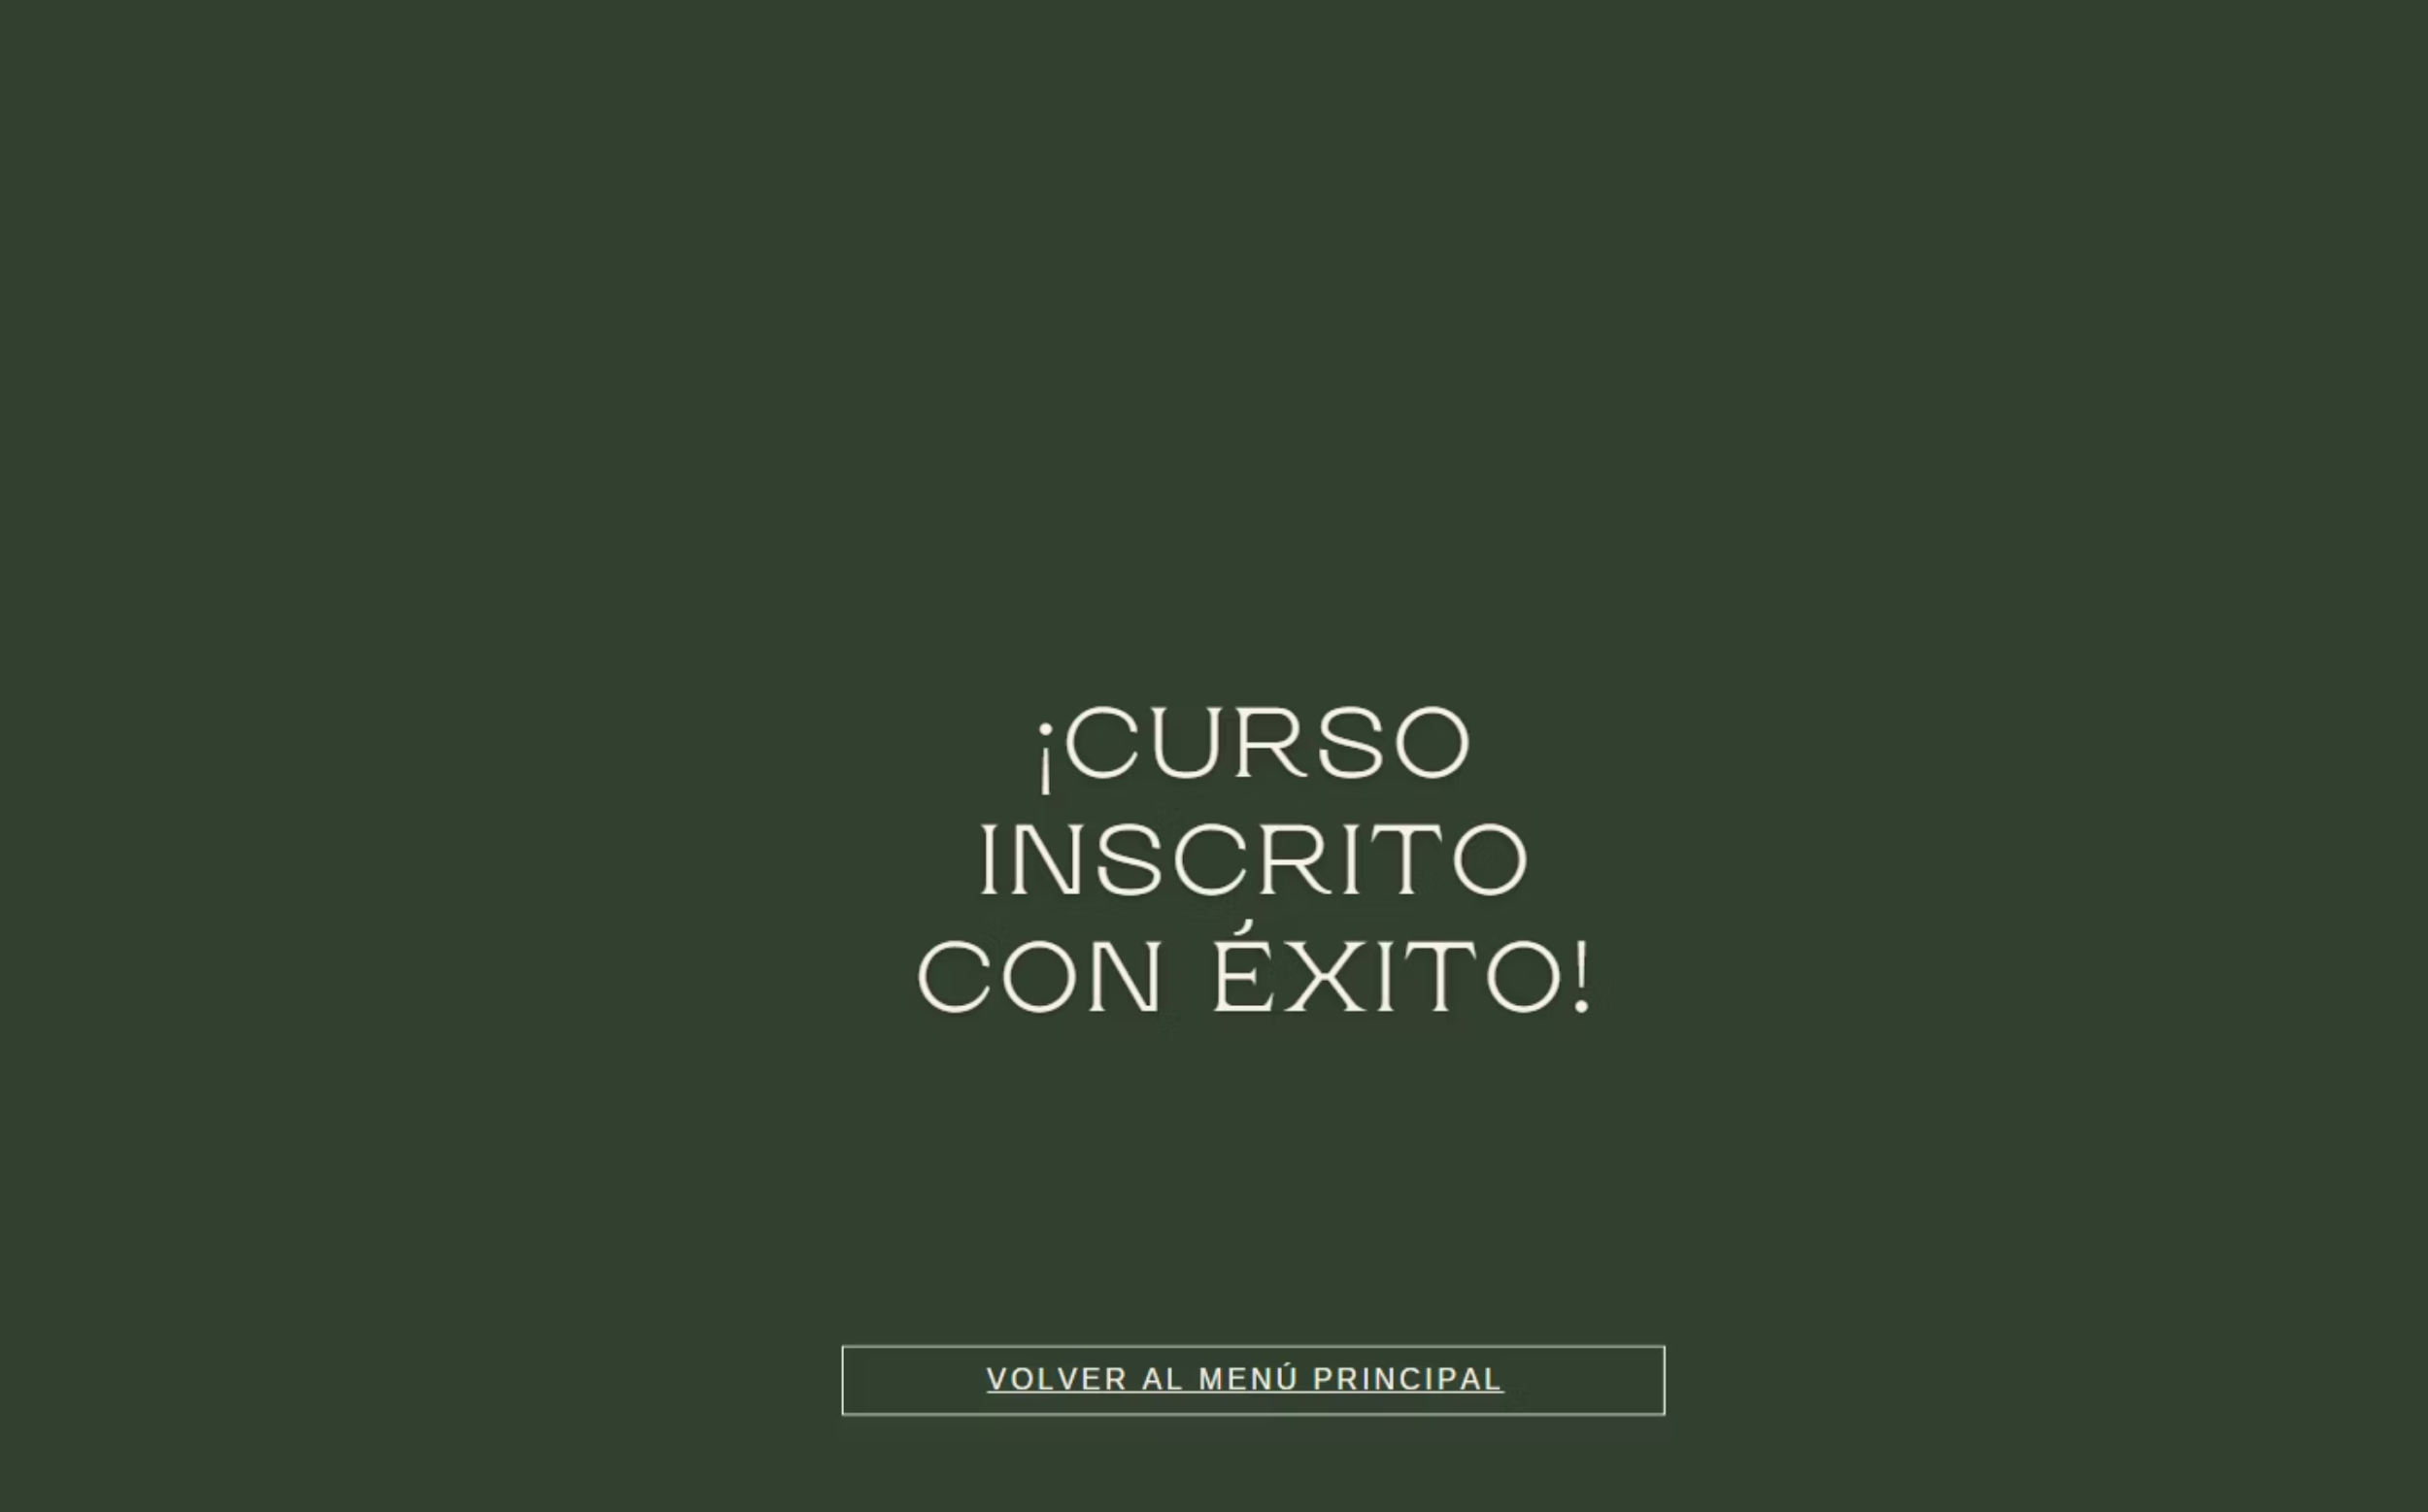 ¡CURSO
INSCRITO
CON ÉXITO!
VOLVER AL MENÚ PRINCIPAL